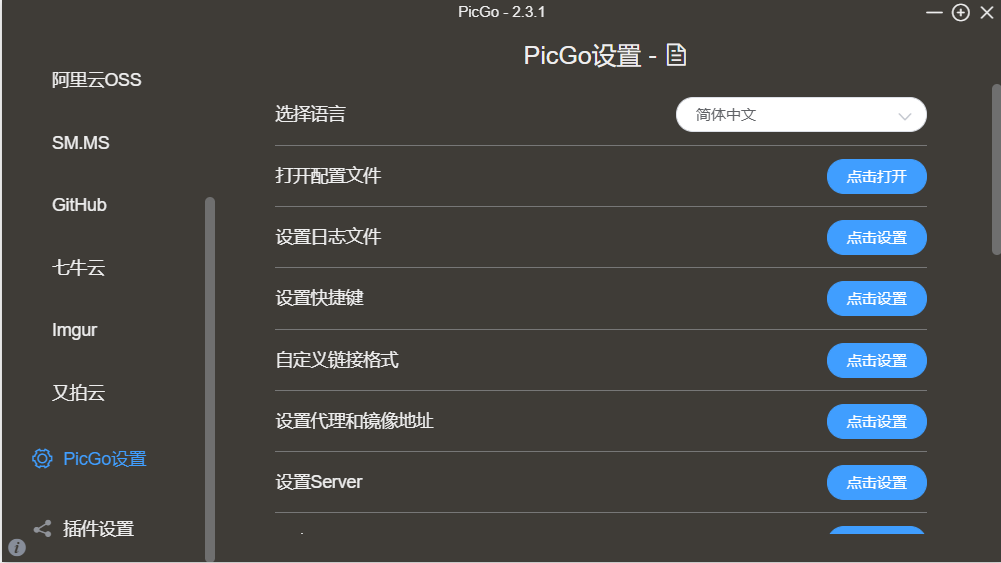 PicGo - 2.3.1
阿里云OSS
SM.MS
GitHub
七牛云
Imgur
又拍云
PicGo设置
插件设置
PicGo设置 -
选择语言 简体中文
打开配置文件 点击打开
设置日志文件 点击设置
设置快捷键 点击设置
自定义链接格式 点击设置
设置代理和镜像地址 点击设置
设置Server 点击设置